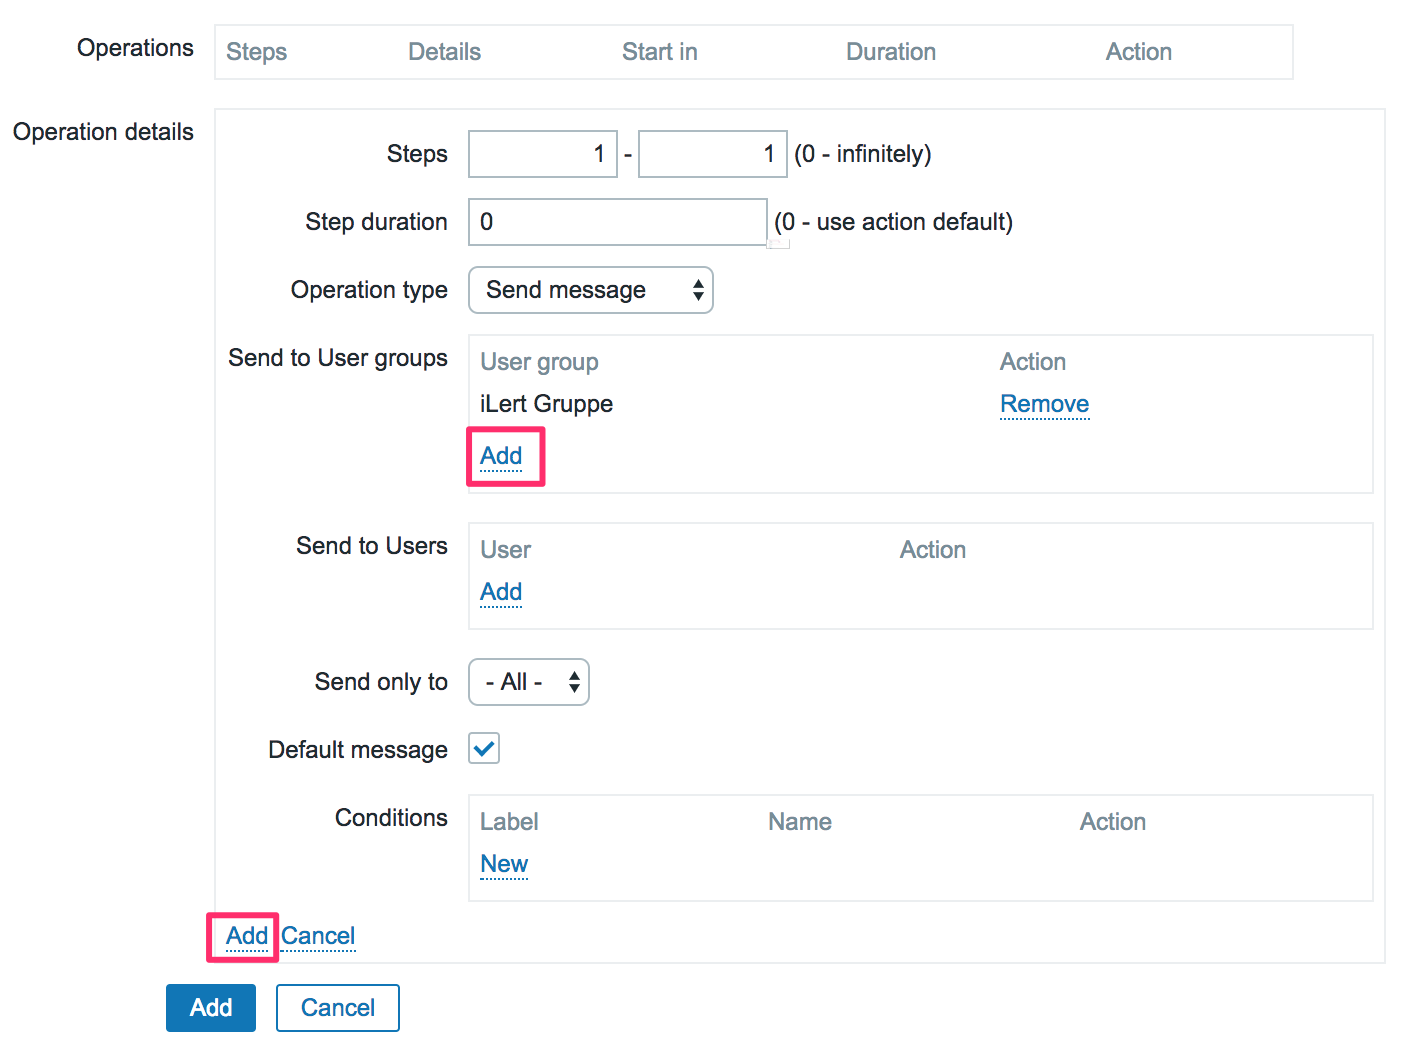 Operations Steps Details Start in Duration Action
Operation details
Steps 1 - 1 (0 - infinitely)
Step duration 0 (0 - use action default)
Operation type Send message
Send to User groups User group Action
iLert Gruppe Remove
Add
Send to Users User Action
Add
Send only to - All -
Default message
Conditions Label Name Action
New
Add Cancel
Add Cancel